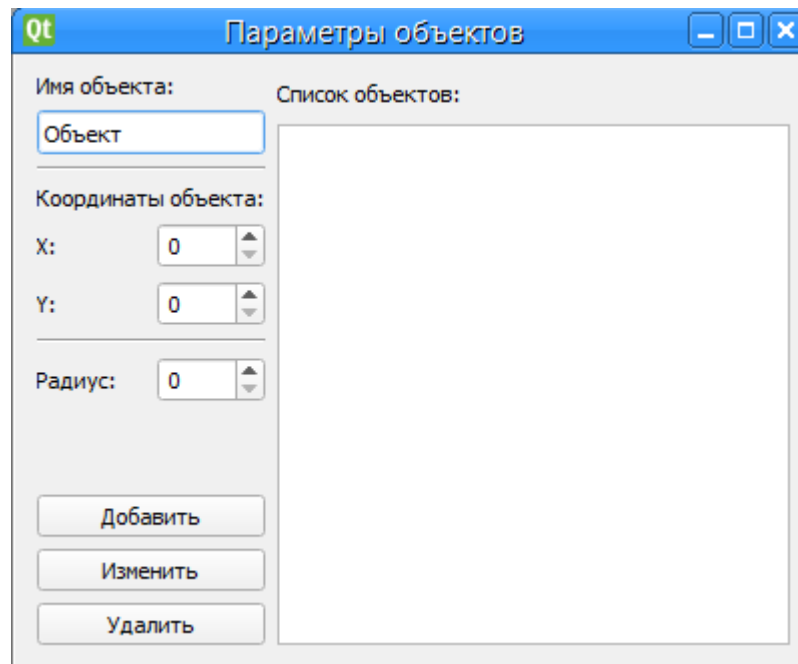 Qt Параметры объектов
Имя объекта:
Объект
Координаты объекта:
X: 0
Y: 0
Радиус: 0
Добавить
Изменить
Удалить
Список объектов: